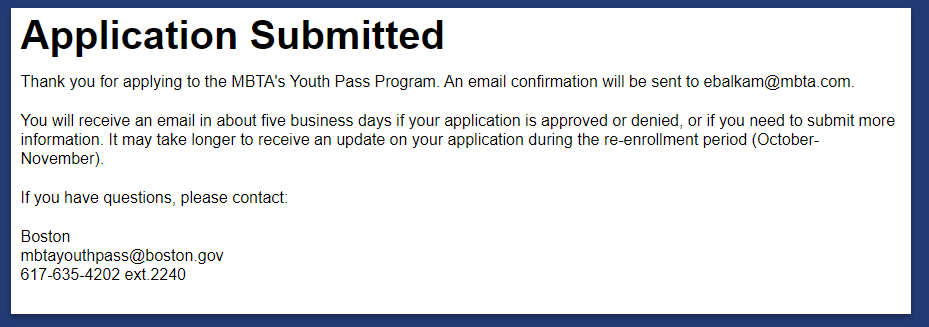 Application Submitted
Thank you for applying to the MBTA's Youth Pass Program. An email confirmation will be sent to ebalkam@mbta.com.
You will receive an email in about five business days if your application is approved or denied, or if you need to submit more
information. It may take longer to receive an update on your application during the re-enrollment period (October-
November).
If you have questions, please contact:
Boston
mbtayouthpass@boston.gov
617-635-4202 ext.2240